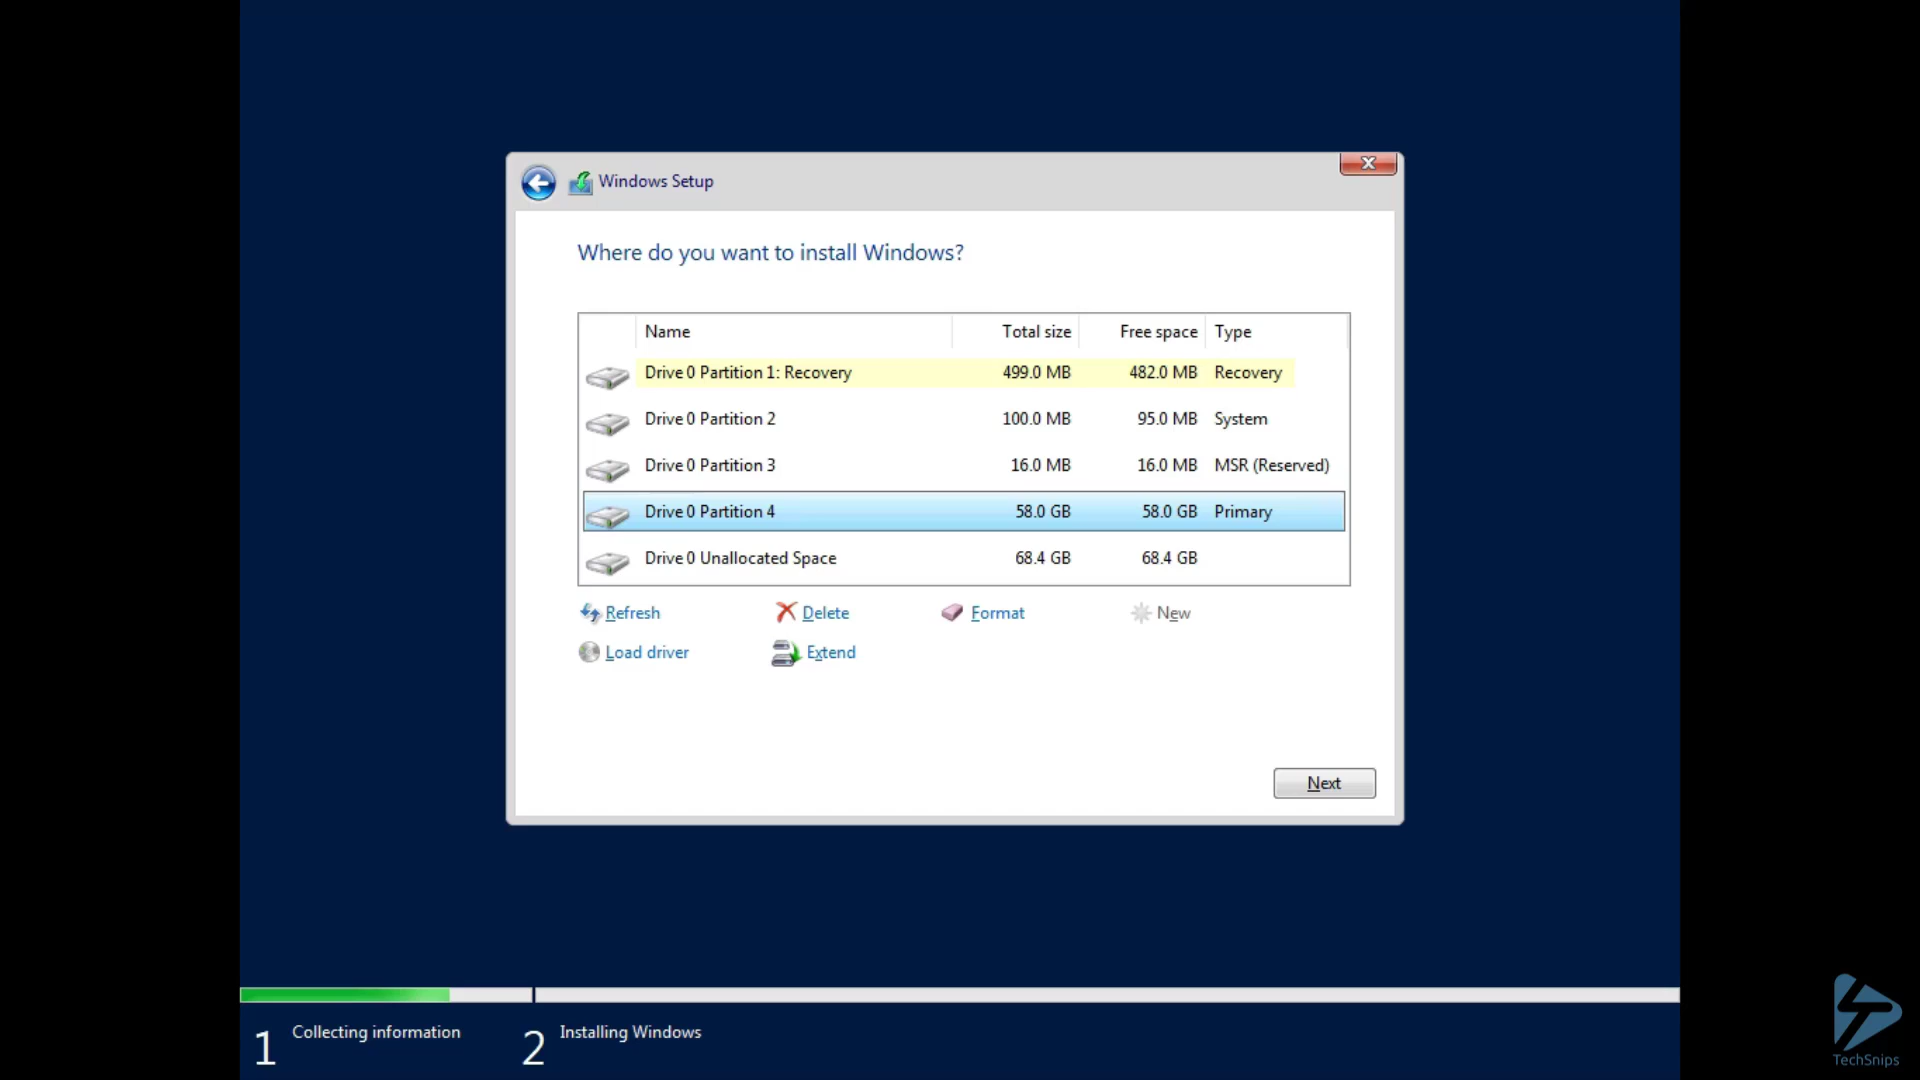 Windows Setup
Where do you want to install Windows?
Name Total size Free space Type
Drive 0 Partition 1: Recovery 499.0 MB 482.0 MB Recovery
Drive 0 Partition 2 100.0 MB 95.0 MB System
Drive 0 Partition 3 16.0 MB 16.0 MB MSR (Reserved)
Drive 0 Partition 4 58.0 GB 58.0 GB Primary
Drive 0 Unallocated Space 68.4 GB 68.4 GB
Refresh Delete Format New
Load driver Extend
Next
1 Collecting information 2 Installing Windows
TechSnips